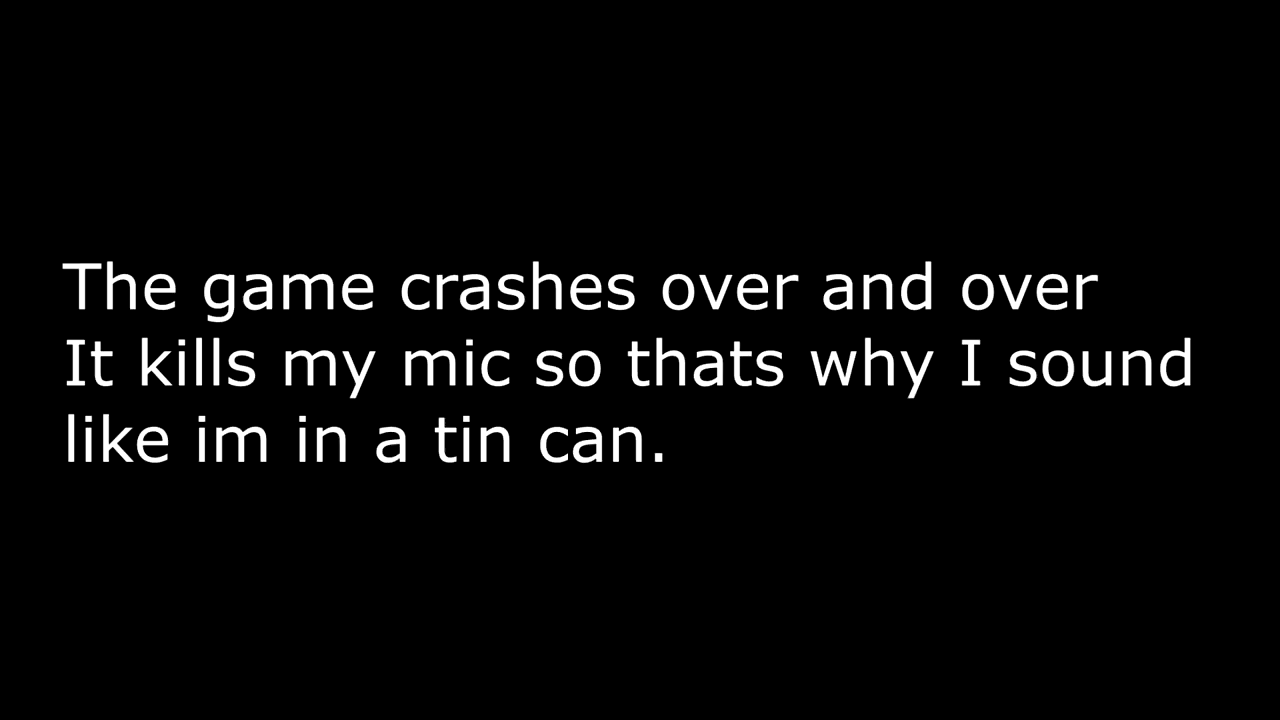 The game crashes over and over
It kills my mic so thats why I sound
like im in a tin can.